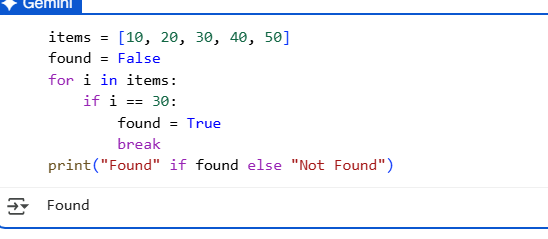 Gemini
items = [10, 20, 30, 40, 50]
found = False
for i in items:
    if i == 30:
        found = True
        break
print("Found" if found else "Not Found")
Found